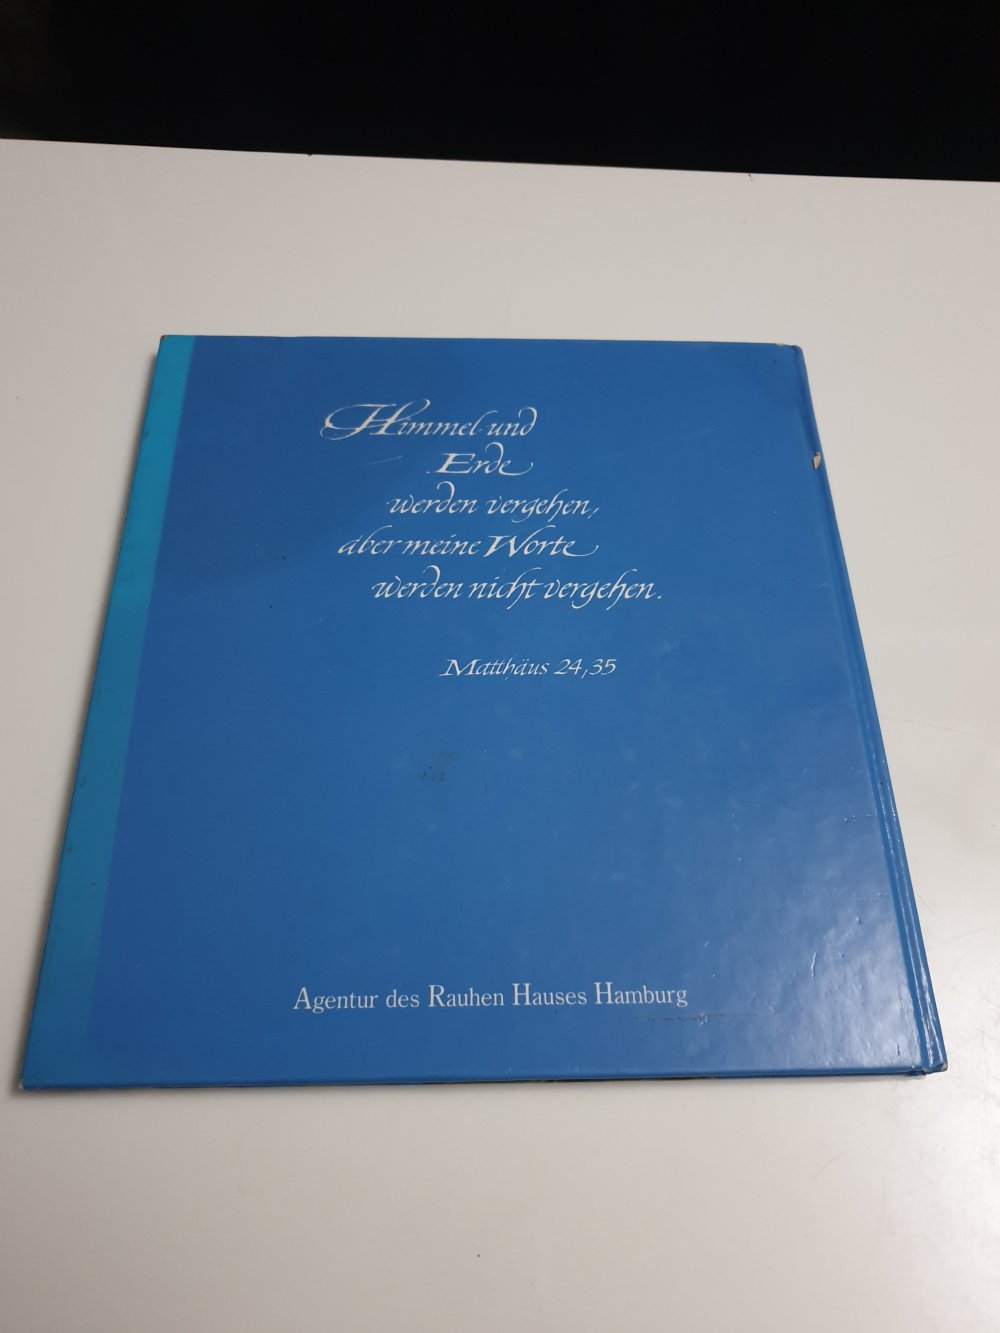 Himmel und
Erde
werden vergehen,
aber meine Worte
werden nicht vergehen.
Matthäus 24,35
Agentur des Rauhen Hauses Hamburg